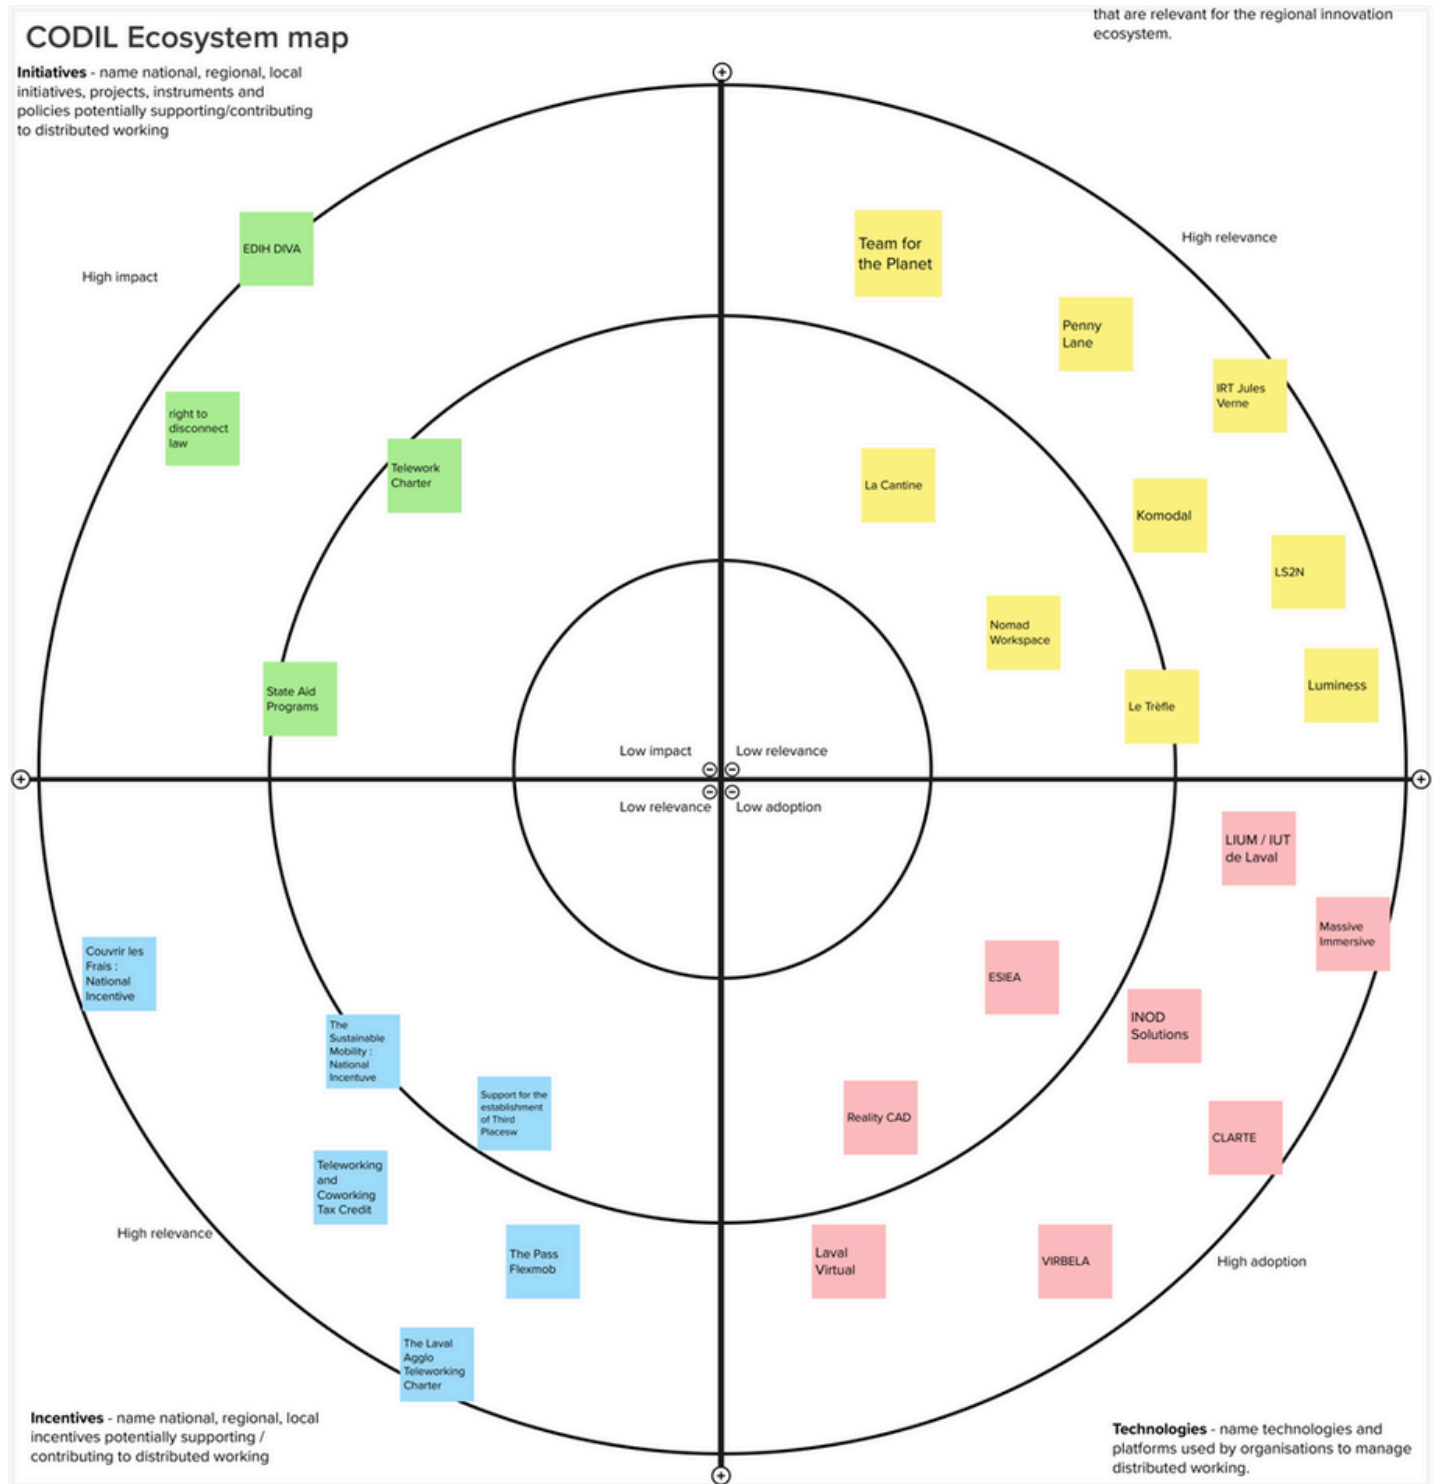 CODIL Ecosystem map
that are relevant for the regional innovation
ecosystem.
Initiatives - name national, regional, local
initiatives, projects, instruments and
policies potentially supporting/contributing
to distributed working
High impact
EDIH DIVA
right to
disconnect
law
Telework
Charter
State Aid
Programs
Low impact
High relevance
Team for
the Planet
Penny
Lane
IRT Jules
Verne
La Cantine
Komodal
LS2N
Nomad
Workspace
Luminess
Le Trèfle
Low relevance
Low relevance
Couvrir les
Frais :
National
Incentive
The
Sustainable
Mobility :
National
Incentuve
Support for the
establishment
of Third
Placesw
Teleworking
and
Coworking
Tax Credit
High relevance
The Pass
Flexmob
The Laval
Agglo
Teleworking
Charter
Incentives - name national, regional, local
incentives potentially supporting /
contributing to distributed working
Low adoption
LIUM / IUT
de Laval
Massive
Immersive
ESIEA
INOD
Solutions
Reality CAD
CLARTE
Laval
Virtual
VIRBELA
High adoption
Technologies - name technologies and
platforms used by organisations to manage
distributed working.